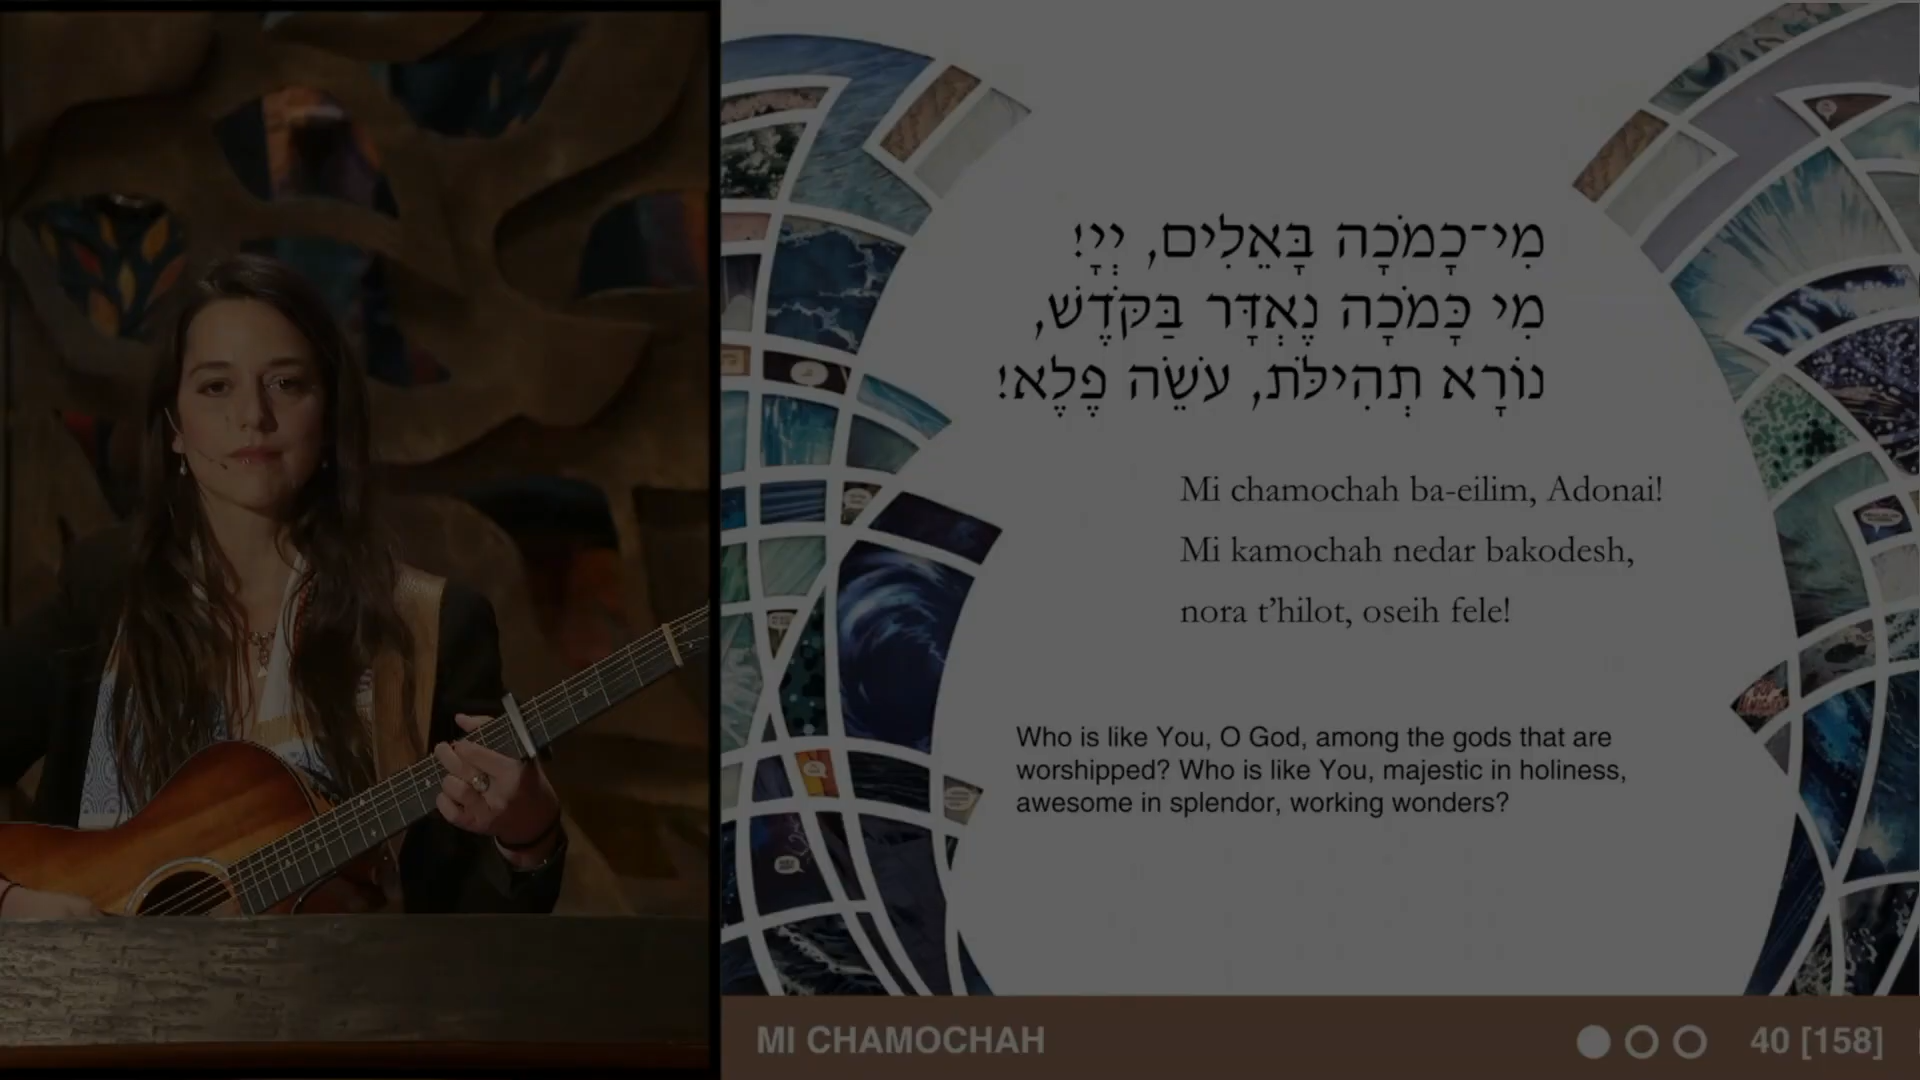 מִי־כָמֹכָה בָּאֵלִים, יְיָ!
מִי כָּמֹכָה נֶאְדָּר בַּקֹּדֶשׁ,
נוֹרָא תְהִילֹּת, עֹשֵׂה פֶלֶא!
Mi chamochah ba-eilim, Adonai!
Mi kamochah nedar bakodesh,
nora t’hilot, oseih fele!
Who is like You, O God, among the gods that are
worshipped? Who is like You, majestic in holiness,
awesome in splendor, working wonders?
MI CHAMOCHAH
40 [158]